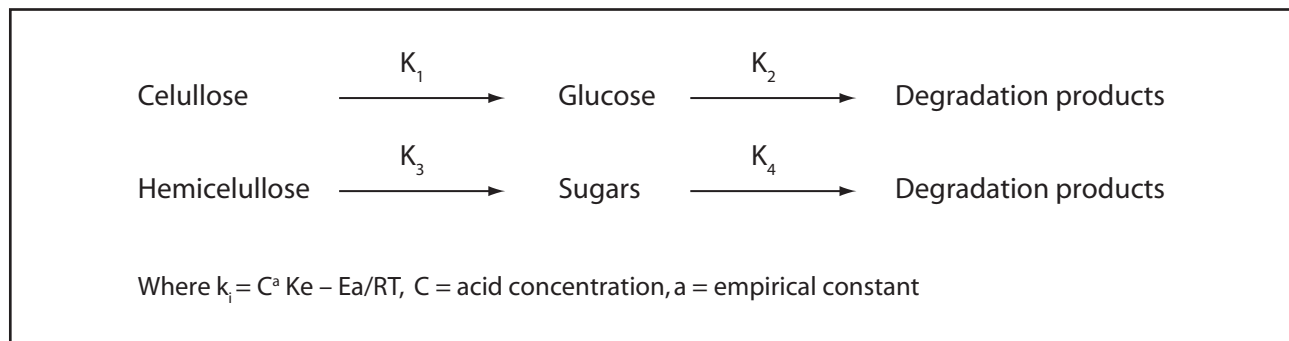 K₁ K₂
Celullose Glucose Degradation products
K₃ K₄
Hemicelullose Sugars Degradation products
Where kᵢ = Cᵃ Ke – Ea/RT, C = acid concentration, a = empirical constant